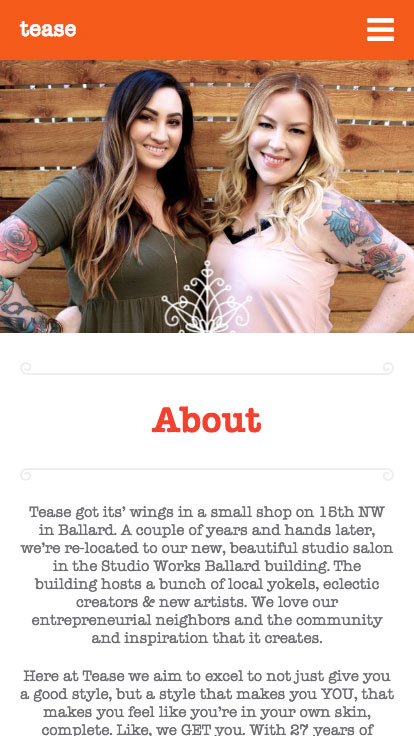 tease
About
Tease got its’ wings in a small shop on 15th NW
in Ballard. A couple of years and hands later,
we’re re-located to our new, beautiful studio salon
in the Studio Works Ballard building. The
building hosts a bunch of local yokels, eclectic
creators & new artists. We love our
entrepreneurial neighbors and the community
and inspiration that it creates.
Here at Tease we aim to excel to not just give you
a good style, but a style that makes you YOU, that
makes you feel like you’re in your own skin,
complete. Like, we GET you. With 27 years of